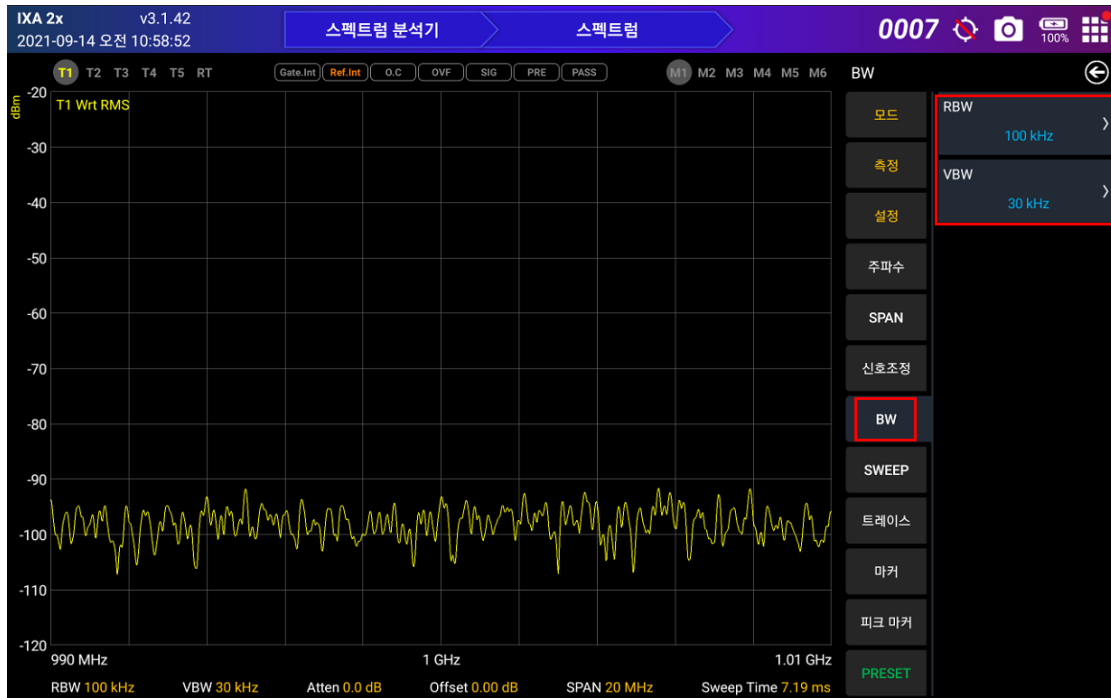 IXA 2x v3.1.42
2021-09-14 오전 10:58:52
스펙트럼 분석기 스펙트럼
0007 100%
T1 T2 T3 T4 T5 RT Gate.Int Ref.Int O.C OVF SIG PRE PASS M1 M2 M3 M4 M5 M6
BW
dBm
T1 Wrt RMS
-20
-30
-40
-50
-60
-70
-80
-90
-100
-110
-120
990 MHz 1 GHz 1.01 GHz
RBW 100 kHz VBW 30 kHz Atten 0.0 dB Offset 0.00 dB SPAN 20 MHz Sweep Time 7.19 ms
모드
측정
설정
주파수
SPAN
신호조정
BW
SWEEP
트레이스
마커
피크 마커
PRESET
RBW
100 kHz
VBW
30 kHz